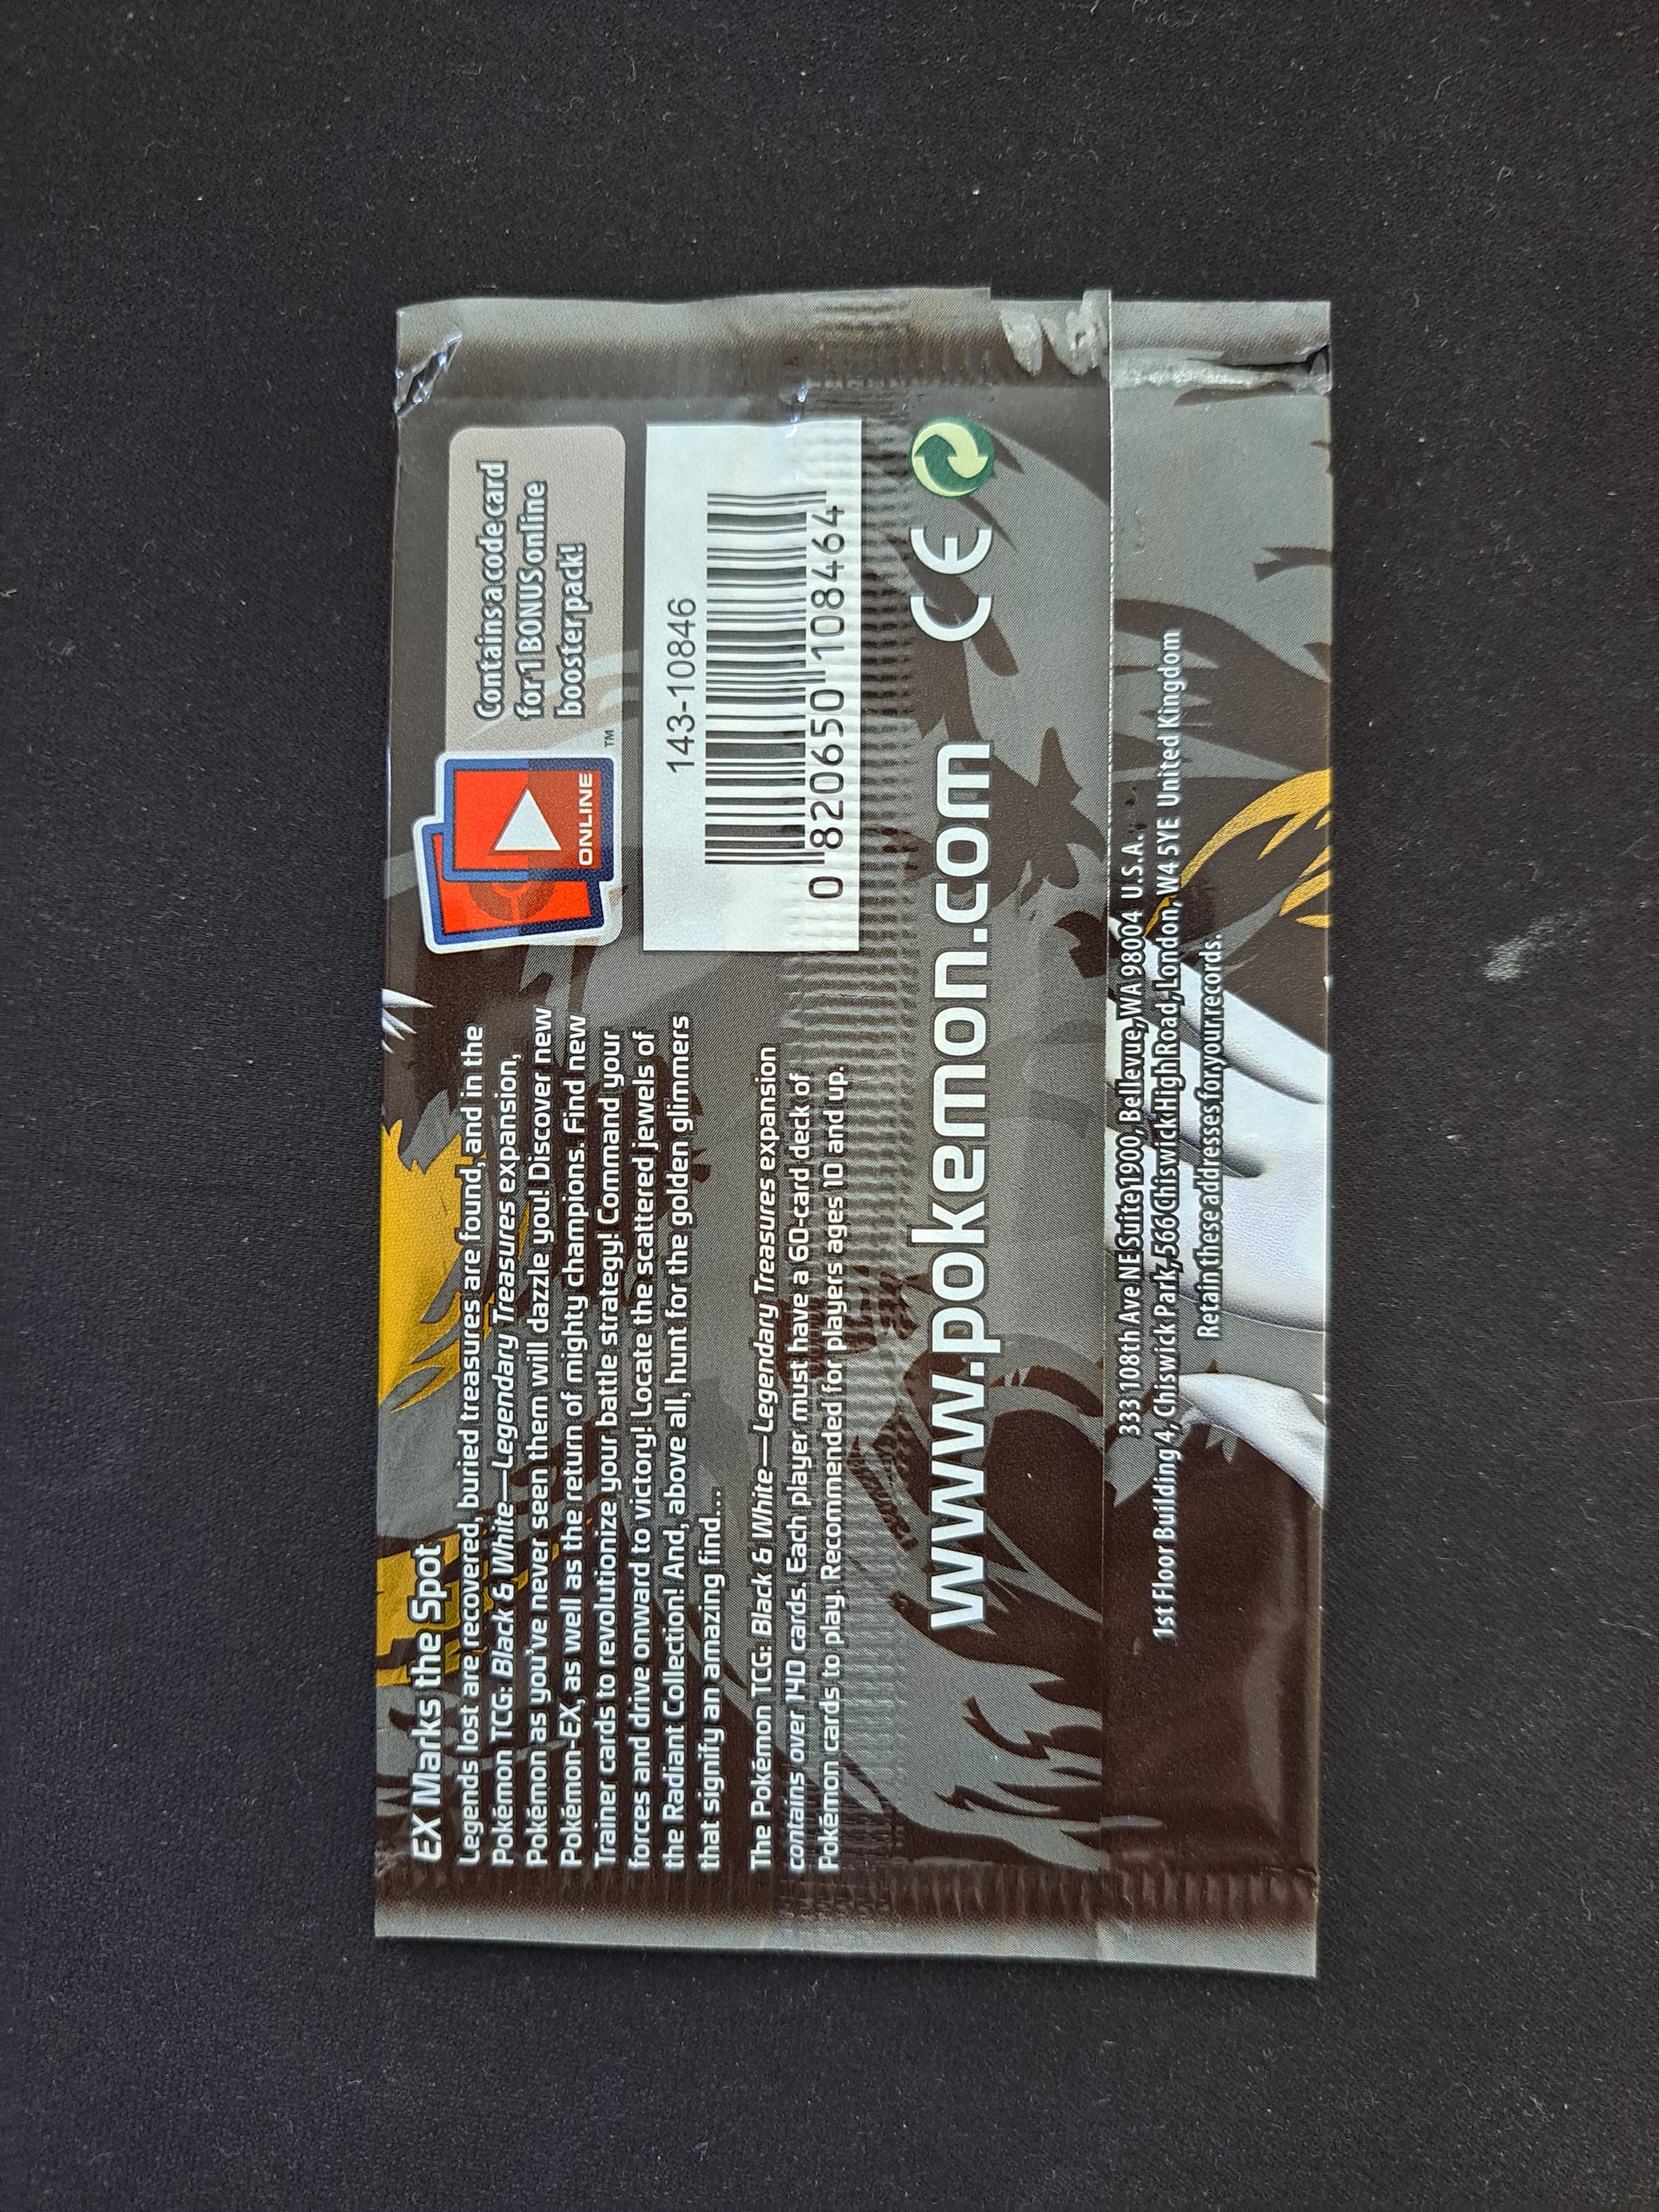 EX Marks the Spot
Legends lost are recovered, buried treasures are found, and in the
Pokémon TCG: Black & White—Legendary Treasures expansion,
Pokémon as you've never seen them will dazzle you! Discover new
Pokémon-EX, as well as the return of mighty champions. Find new
Trainer cards to revolutionize your battle strategy! Command your
forces and drive onward to victory! Locate the scattered jewels of
the Radiant Collection! And, above all, hunt for the golden glimmers
that signify an amazing find...
The Pokémon TCG: Black & White—Legendary Treasures expansion
contains over 140 cards. Each player must have a 60-card deck of
Pokémon cards to play. Recommended for players ages 10 and up.
ONLINE
TM
Contains a code card
for 1 BONUS online
booster pack!
143-10846
0 820650 108464
www.pokemon.com
CE
333 108th Ave NE Suite 1900, Bellevue, WA 98004 U.S.A.
1st Floor Building 4, Chiswick Park, 566 Chiswick High Road, London, W4 5YE United Kingdom
Retain these addresses for your records.